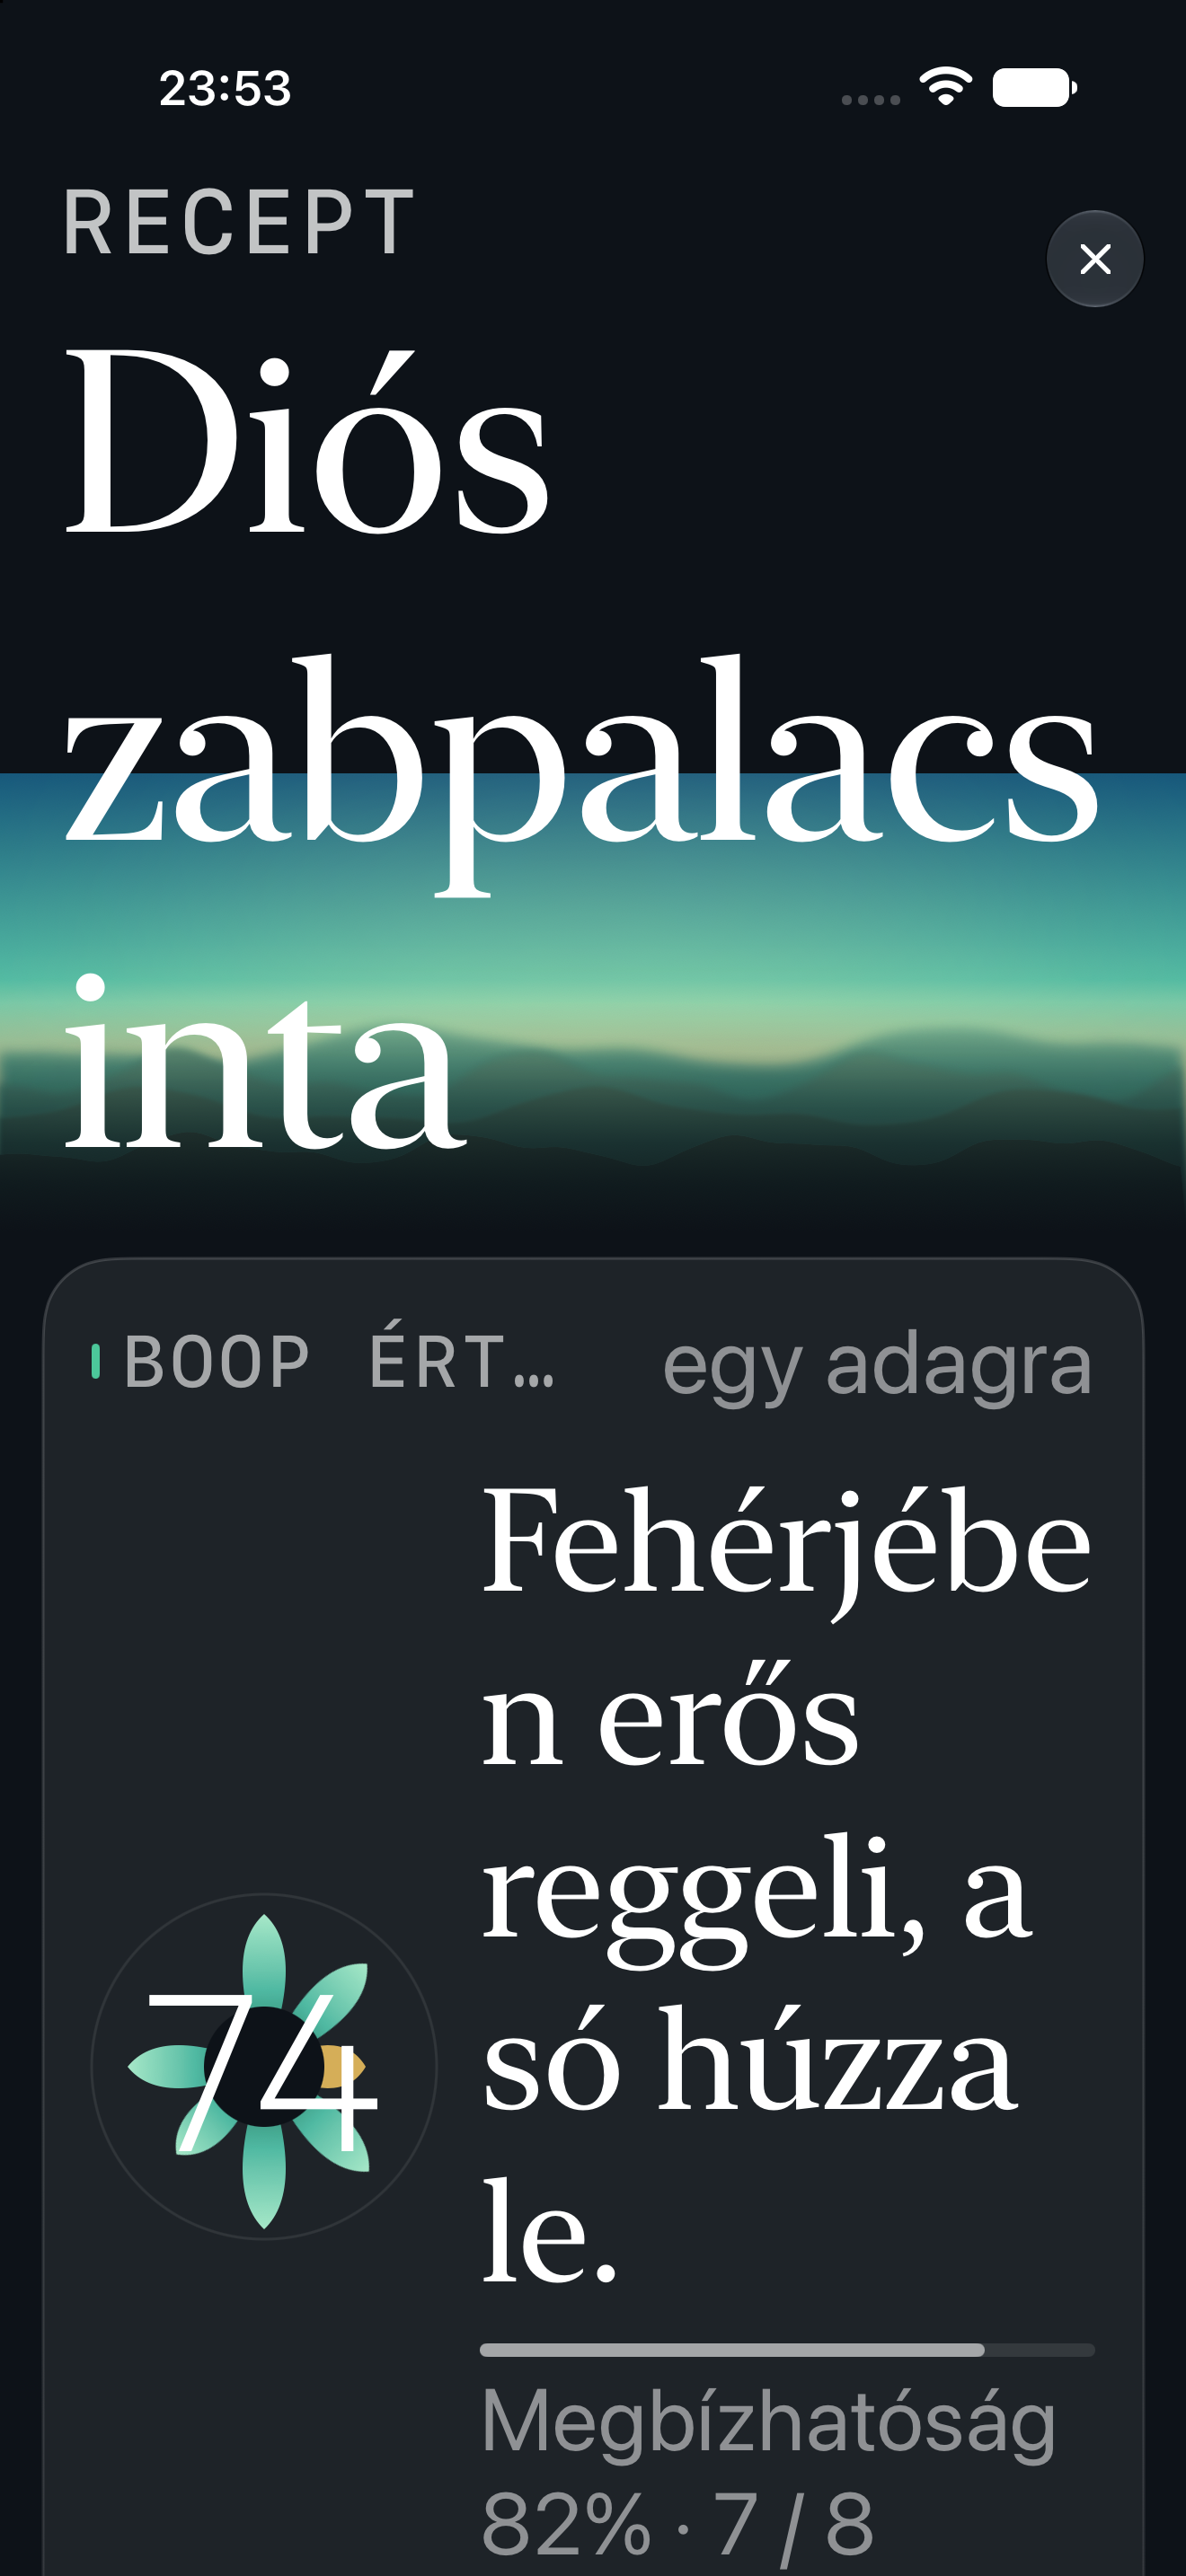 23:53
RECEPT
Diós
zabpalacs
inta
BOOP ÉRT…
egy adagra
Fehérjébe
n erős
reggeli, a
só húzza
le.
74
Megbízhatóság
82% · 7 / 8